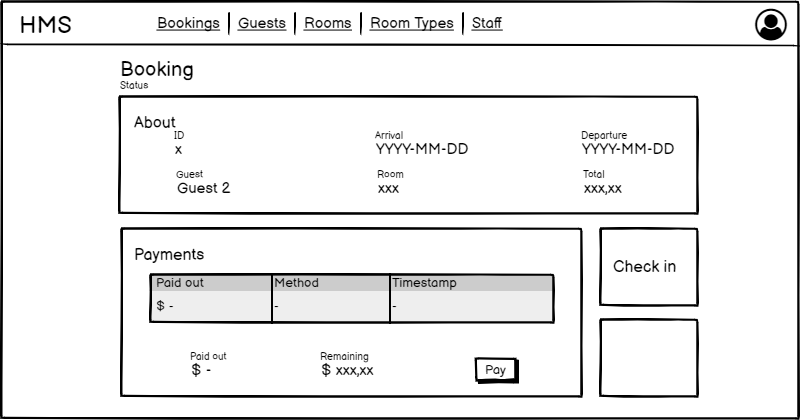 HMS Bookings Guests Rooms Room Types Staff
Booking
Status
About
ID Arrival Departure
x YYYY-MM-DD YYYY-MM-DD
Guest Room Total
Guest 2 xxx xxx,xx
Payments
Paid out Method Timestamp
$ - - -
Paid out Remaining
$ - $ xxx,xx
Pay
Check in